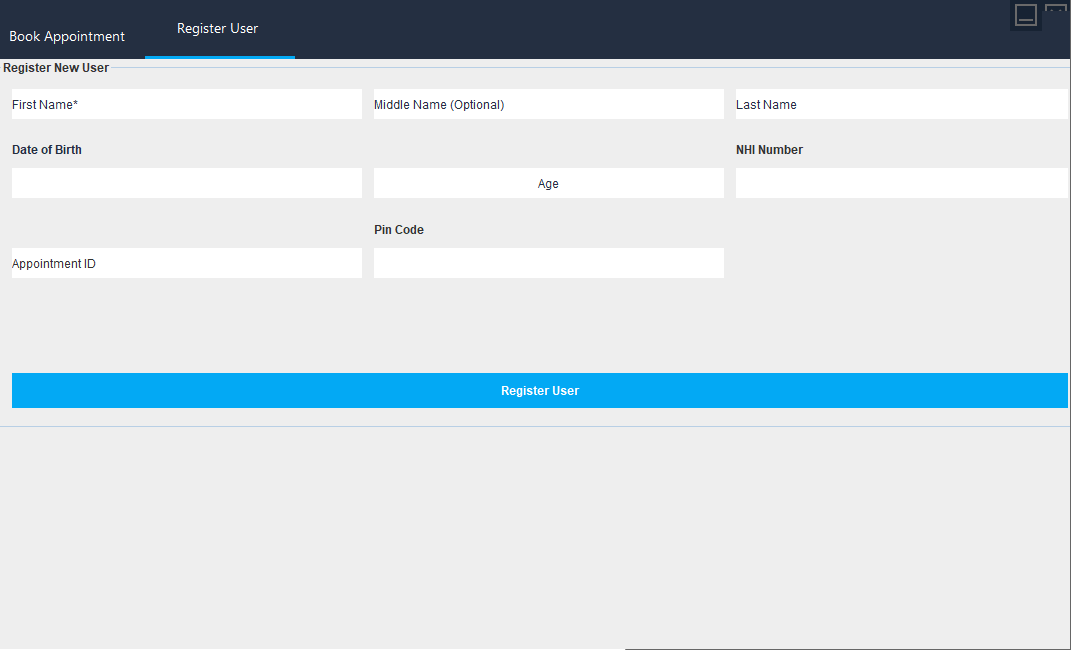 Book Appointment
Register User
Register New User
First Name*
Middle Name (Optional)
Last Name
Date of Birth
NHI Number
Age
Pin Code
Appointment ID
Register User